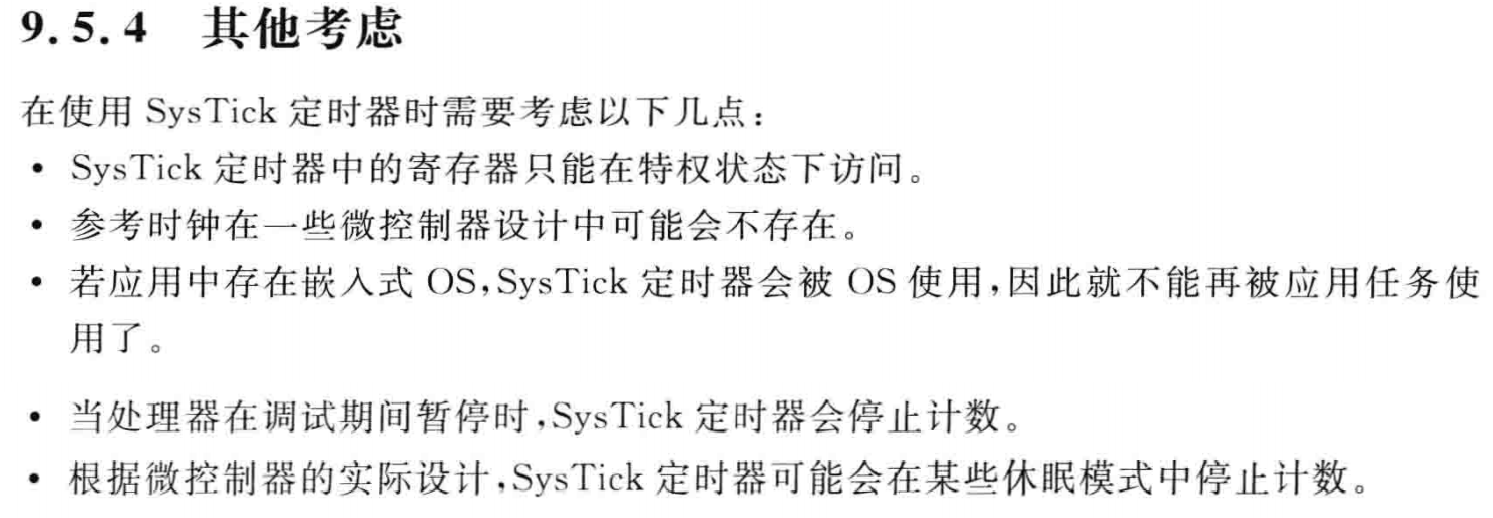 9.5.4 其他考虑
在使用 SysTick 定时器时需要考虑以下几点：
• SysTick 定时器中的寄存器只能在特权状态下访问。
• 参考时钟在一些微控制器设计中可能会不存在。
• 若应用中存在嵌入式 OS,SysTick 定时器会被 OS 使用,因此就不能再被应用任务使
用了。
• 当处理器在调试期间暂停时,SysTick 定时器会停止计数。
• 根据微控制器的实际设计,SysTick 定时器可能会在某些休眠模式中停止计数。